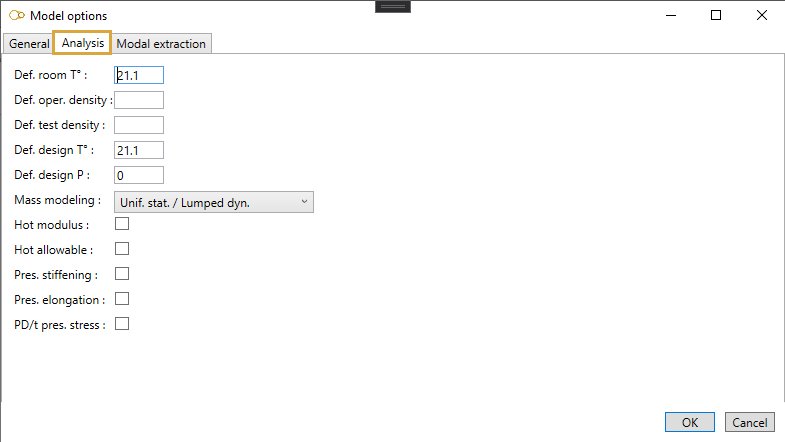 Model options
General Analysis Modal extraction
Def. room T° : 21.1
Def. oper. density :
Def. test density :
Def. design T° : 21.1
Def. design P : 0
Mass modeling : Unif. stat. / Lumped dyn.
Hot modulus :
Hot allowable :
Pres. stiffening :
Pres. elongation :
PD/t pres. stress :
OK Cancel